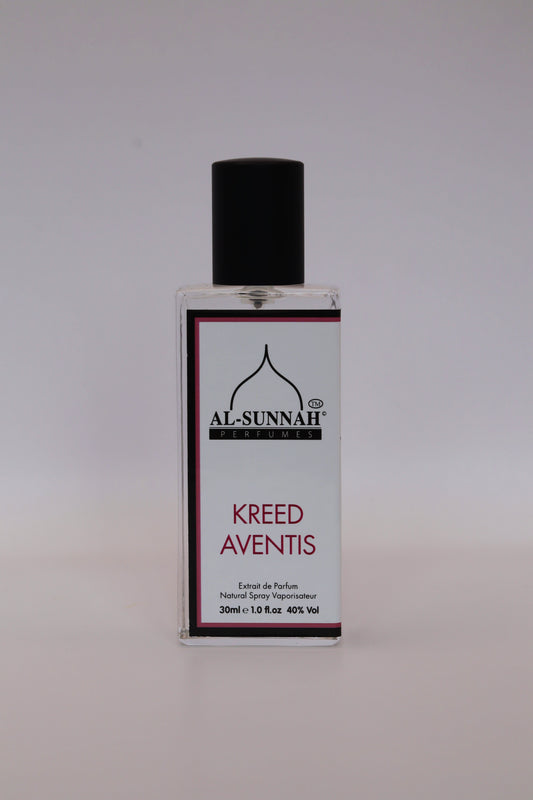 TM
AL-SUNNAH©
PERFUMES
KREED
AVENTIS
Extrait de Parfum
Natural Spray Vaporisateur
30ml e 1.0 fl.oz 40% Vol